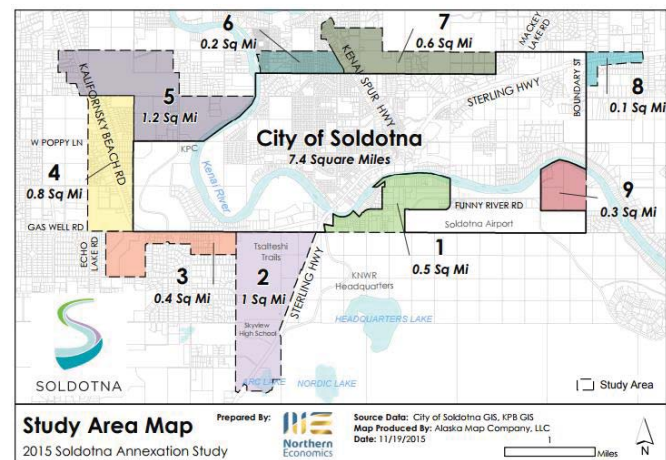 6
0.2 Sq Mi
7
0.6 Sq Mi
MACKEY
LAKE RD
KENAI SPUR HWY
STERLING HWY
BOUNDARY ST
8
0.1 Sq Mi
KALIFORNSKY BEACH RD
5
1.2 Sq Mi
City of Soldotna
7.4 Square Miles
W POPPY LN
KPC
Kenai River
4
0.8 Sq Mi
9
0.3 Sq Mi
FUNNY RIVER RD
Soldotna Airport
GAS WELL RD
ECHO
LAKE RD
1
0.5 Sq Mi
3
0.4 Sq Mi
Tsalteshi
Trails
2
1 Sq Mi
STERLING HWY
KNWR
Headquarters
HEADQUARTERS LAKE
Skyview
High School
ARC LAKE
NORDIC LAKE
SOLDOTNA
Study Area
Study Area Map
2015 Soldotna Annexation Study
Prepared By:
Northern
Economics
Source Data: City of Soldotna GIS, KPB GIS
Map Produced By: Alaska Map Company, LLC
Date: 11/19/2015
1
Miles
N